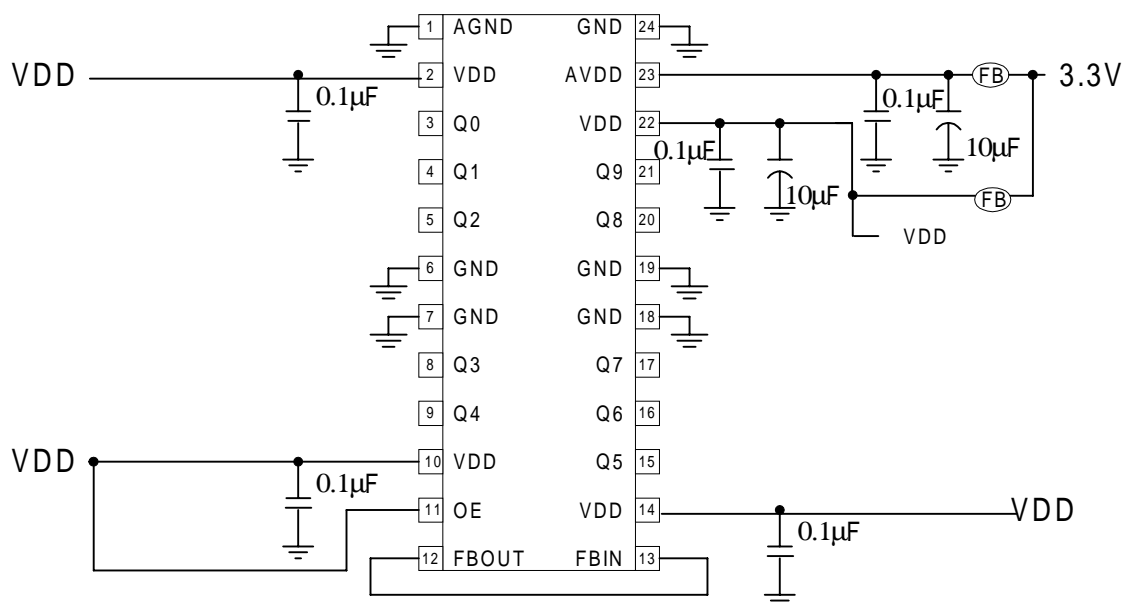 1 AGND GND 24
VDD 2 VDD AVDD 23 FB 3.3V
0.1µF 0.1µF
3 Q0 VDD 22 10µF
0.1µF
4 Q1 Q9 21
10µF FB
5 Q2 Q8 20
VDD
6 GND GND 19
7 GND GND 18
8 Q3 Q7 17
9 Q4 Q6 16
VDD 10 VDD Q5 15
0.1µF
11 OE VDD 14 VDD
0.1µF
12 FBOUT FBIN 13